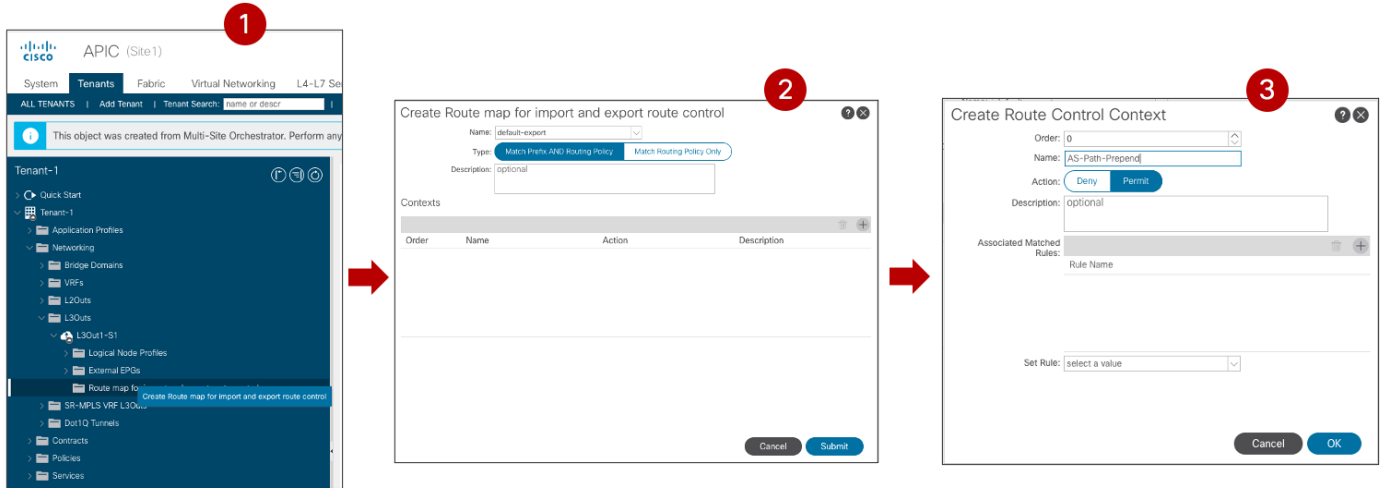 1
CISCO
APIC (Site1)
System Tenants Fabric Virtual Networking L4-L7 Se
ALL TENANTS | Add Tenant | Tenant Search: name or descr |
i This object was created from Multi-Site Orchestrator. Perform any
Tenant-1
Quick Start
Tenant-1
Application Profiles
Networking
Bridge Domains
VRFs
L2Outs
L3Outs
L3Out1-S1
Logical Node Profiles
External EPGs
Route map for
Create Route map for import and export route control
SR-MPLS VRF L3Outs
Dot1Q Tunnels
Contracts
Policies
Services
2
Create Route map for import and export route control
Name: default-export
Type: Match Prefix AND Routing Policy Match Routing Policy Only
Description: optional
Contexts
Order Name Action Description
Cancel Submit
3
Create Route Control Context
Order: 0
Name: AS-Path-Prepend
Action: Deny Permit
Description: optional
Associated Matched
Rules:
Rule Name
Set Rule: select a value
Cancel OK